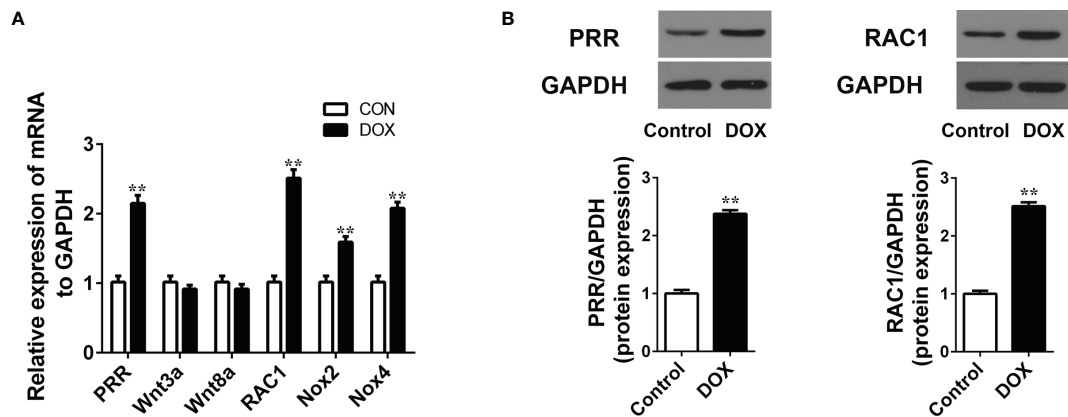 A
Relative expression of mRNA
to GAPDH
CON
DOX
3
2
1
0
**
**
**
**
PRR
Wnt3a
Wnt8a
RAC1
Nox2
Nox4
B
PRR
GAPDH
Control DOX
PRR/GAPDH
(protein expression)
3
2
1
0
**
Control
DOX
RAC1
GAPDH
Control DOX
RAC1/GAPDH
(protein expression)
3
2
1
0
**
Control
DOX